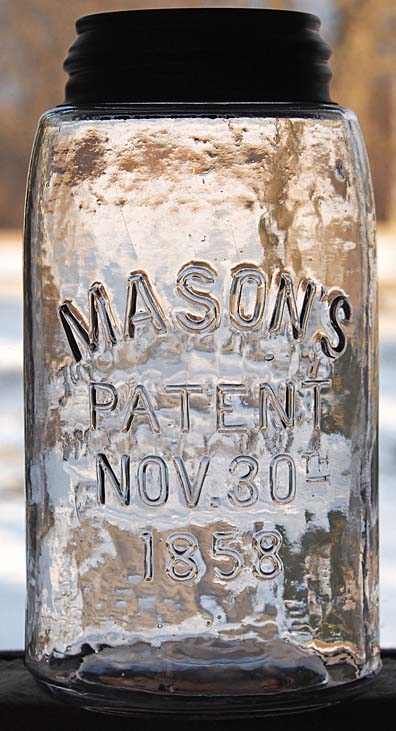 MASON'S
PATENT
NOV. 30TH
1858